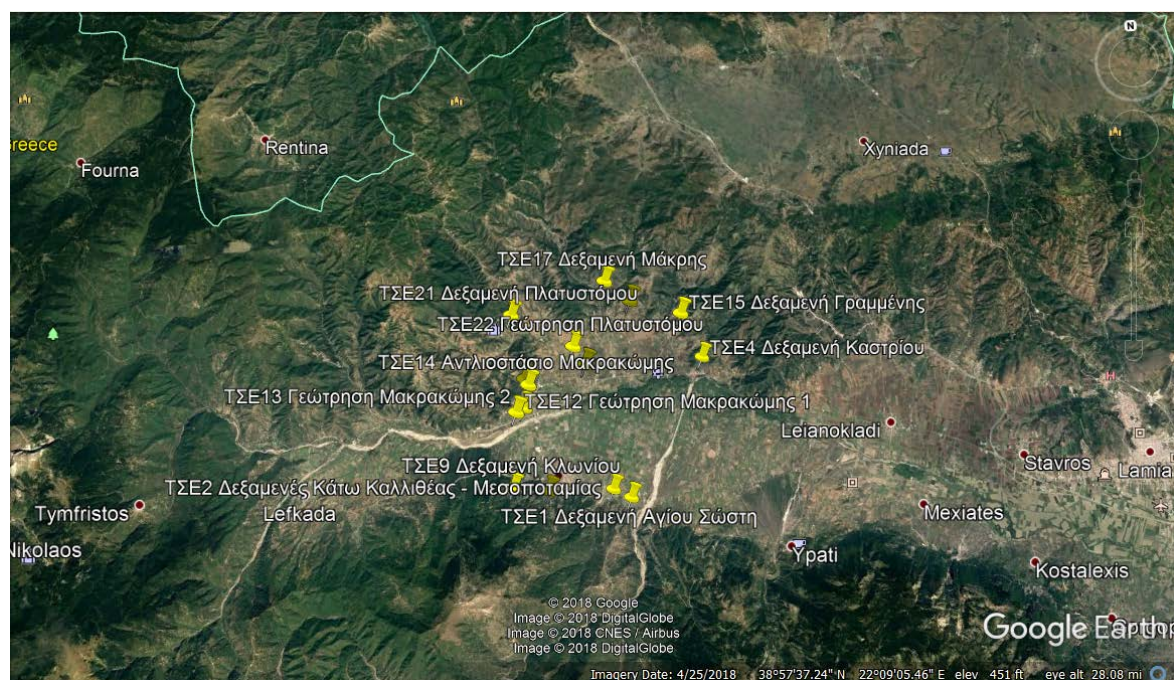 N
Greece
Fourna
Rentina
Xyniada
ΤΣΕ17 Δεξαμενή Μάκρης
ΤΣΕ21 Δεξαμενή Πλατυστόμου
ΤΣΕ15 Δεξαμενή Γραμμένης
ΤΣΕ22 Γεώτρηση Πλατυστόμου
ΤΣΕ4 Δεξαμενή Καστρίου
ΤΣΕ14 Αντλιοστάσιο Μακρακώμης
ΤΣΕ13 Γεώτρηση Μακρακώμης 2
ΤΣΕ12 Γεώτρηση Μακρακώμης 1
Leianokladi
Stavros
Lamia
ΤΣΕ9 Δεξαμενή Κλωνίου
ΤΣΕ2 Δεξαμενές Κάτω Καλλιθέας - Μεσοποταμίας
Tymfristos
Lefkada
ΤΣΕ1 Δεξαμενή Αγίου Σώστη
Mexiates
Nikolaos
Ypati
Kostalexis
© 2018 Google
Image © 2018 DigitalGlobe
Image © 2018 CNES / Airbus
Image © 2018 DigitalGlobe
Google Earth
Imagery Date: 4/25/2018 38°57'37.24" N 22°09'05.46" E elev 451 ft eye alt 28.08 mi